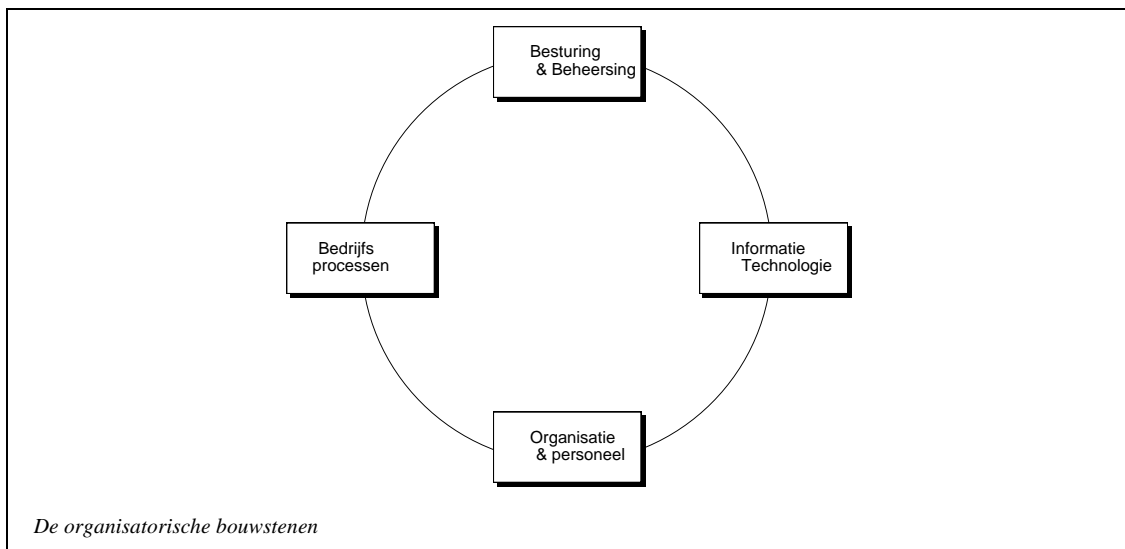 Besturing
& Beheersing
Bedrijfs
processen
Informatie
Technologie
Organisatie
& personeel
De organisatorische bouwstenen